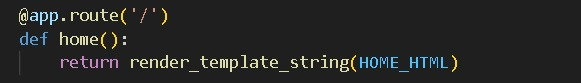 @app.route('/')
def home():
    return render_template_string(HOME_HTML)